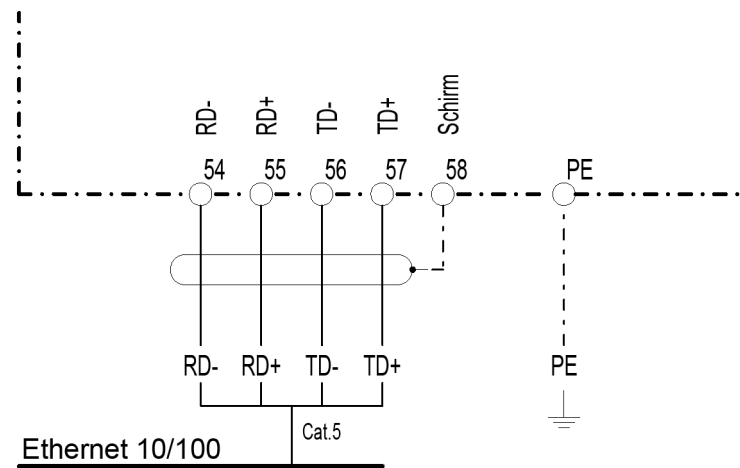 RD- RD+ TD- TD+ Schirm
54 55 56 57 58 PE
RD- RD+ TD- TD+ PE
Cat.5
Ethernet 10/100